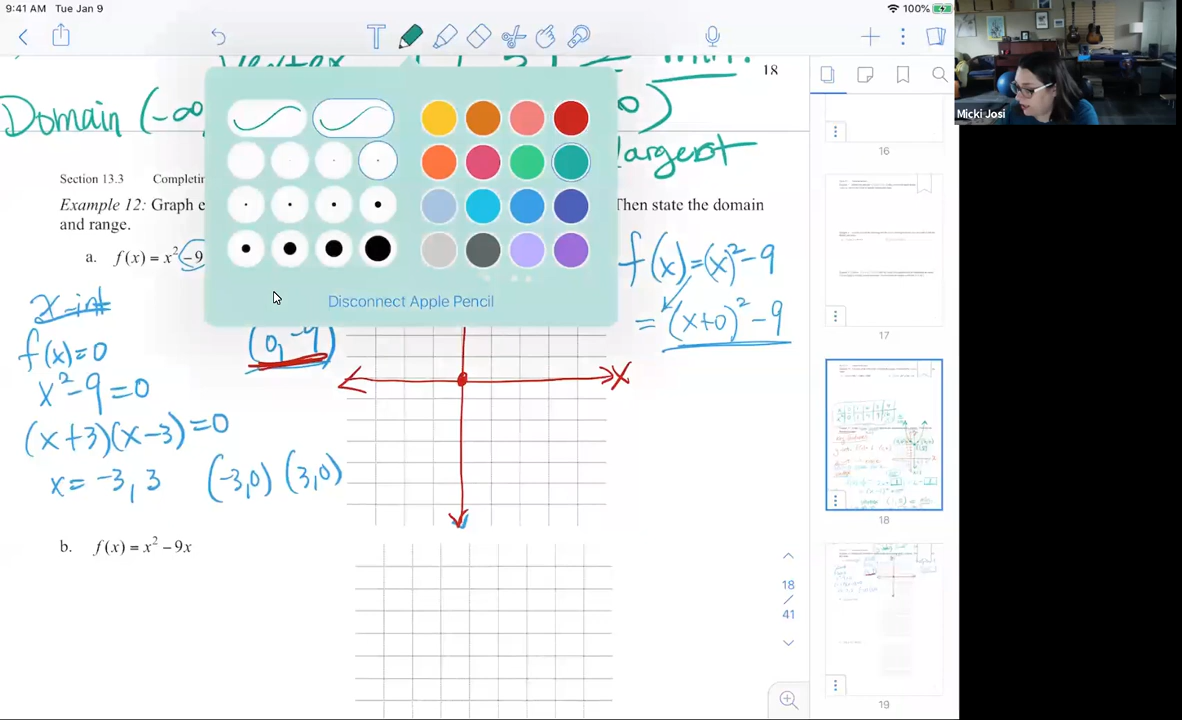 9:41 AM Tue Jan 9
100%
T
Vertex
min.
18
Domain (-∞,
largest
Section 13.3 Completin
Example 12: Graph e
Then state the domain
and range.
a. f(x) = x² - 9
f(x) = (x)² - 9
= (x+0)² - 9
Disconnect Apple Pencil
x-int
f(x) = 0
x² - 9 = 0
(x+3)(x-3) = 0
x = -3, 3 (-3,0) (3,0)
(0, -9)
X
b. f(x) = x² - 9x
18
/
41
16
17
18
19
Micki Josi